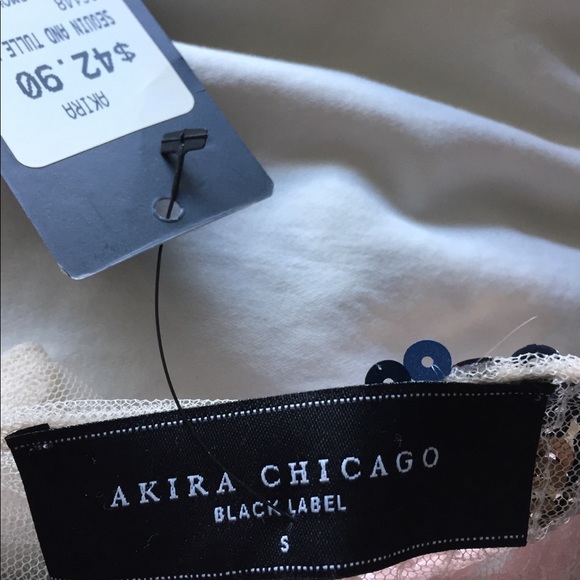 SEQUIN AND TULLE
$42.90
AKIRA
AKIRA CHICAGO
BLACK LABEL
S